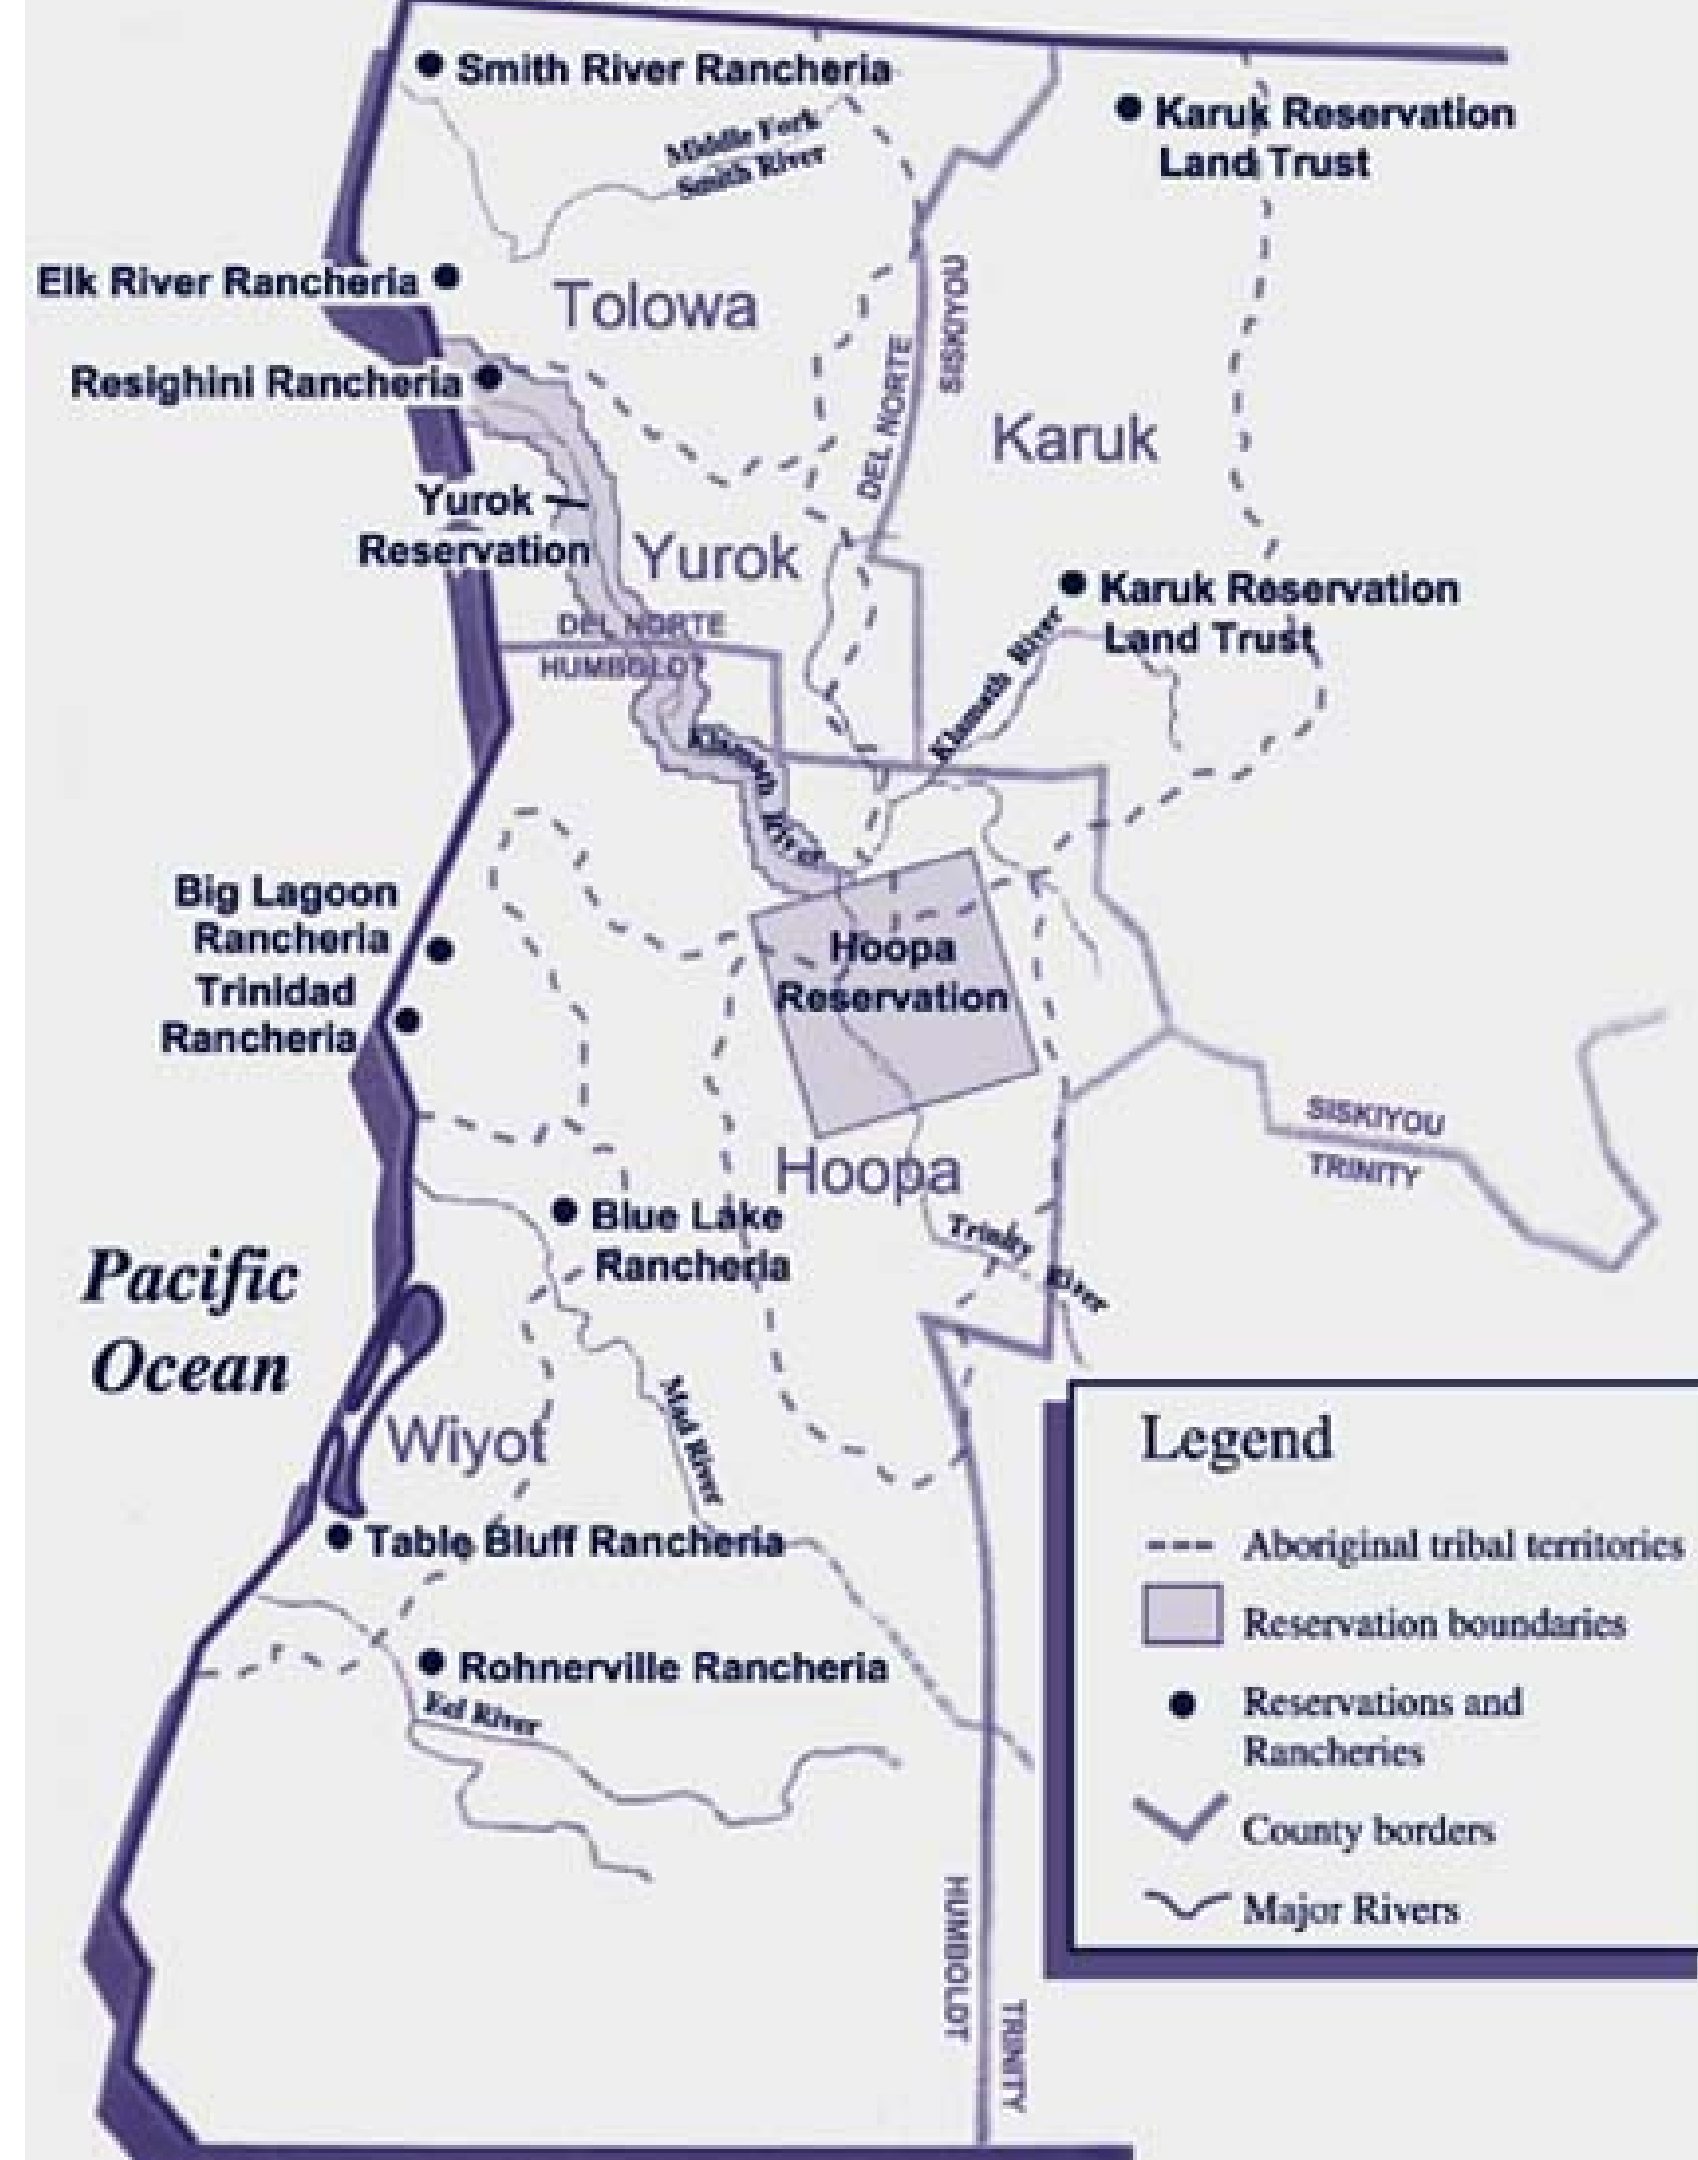 Smith River Rancheria
Karuk Reservation
Land Trust
Middle Fork
Smith River
Elk River Rancheria
Tolowa
SISKIYOU
DEL NORTE
Resighini Rancheria
Karuk
Yurok
Reservation
Yurok
Karuk Reservation
Land Trust
DEL NORTE
HUMBOLDT
Klamath River
Klamath River
Big Lagoon
Rancheria
Trinidad
Rancheria
Hoopa
Reservation
SISKIYOU
TRINITY
Hoopa
Blue Lake
Rancheria
Trinity River
Pacific
Ocean
Mad River
Wiyot
Table Bluff Rancheria
Rohnerville Rancheria
Eel River
HUMBOLDT
TRINITY
Legend
Aboriginal tribal territories
Reservation boundaries
Reservations and
Rancheries
County borders
Major Rivers